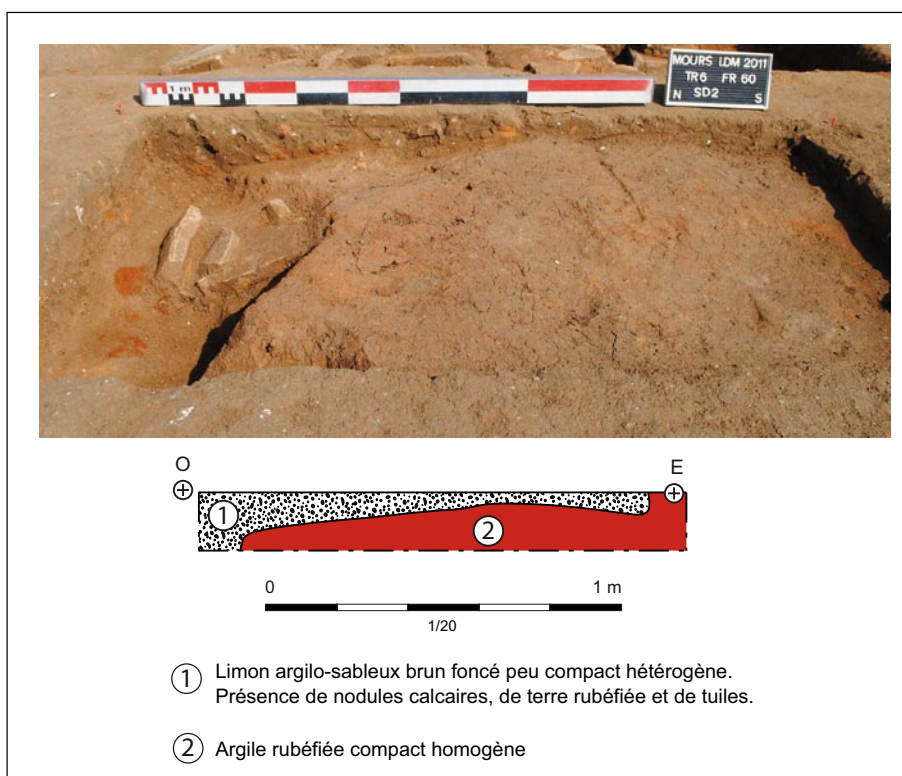 1 m
MOURS LDM 2011
TR6 FR 60
N SD2 S
O E
1
2
0 1 m
1/20
1 Limon argilo-sableux brun foncé peu compact hétérogène.
Présence de nodules calcaires, de terre rubéfiée et de tuiles.
2 Argile rubéfiée compact homogène